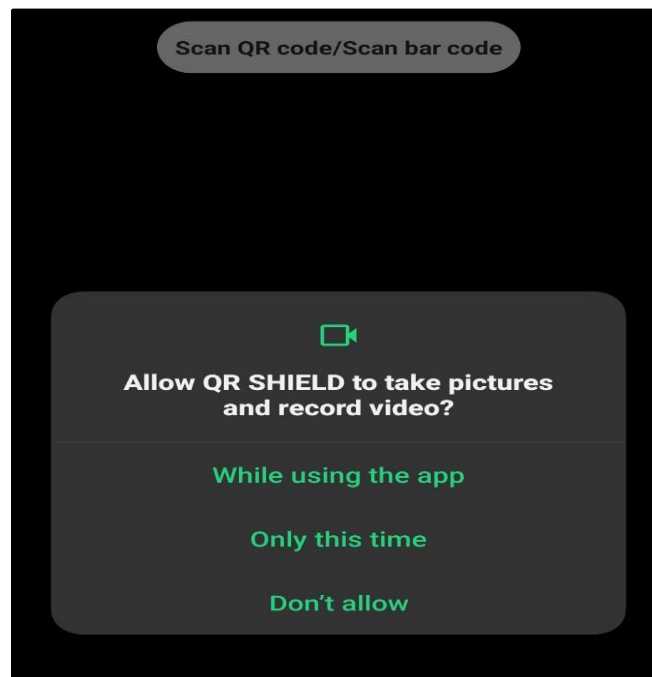 Scan QR code/Scan bar code
Allow QR SHIELD to take pictures
and record video?
While using the app
Only this time
Don’t allow